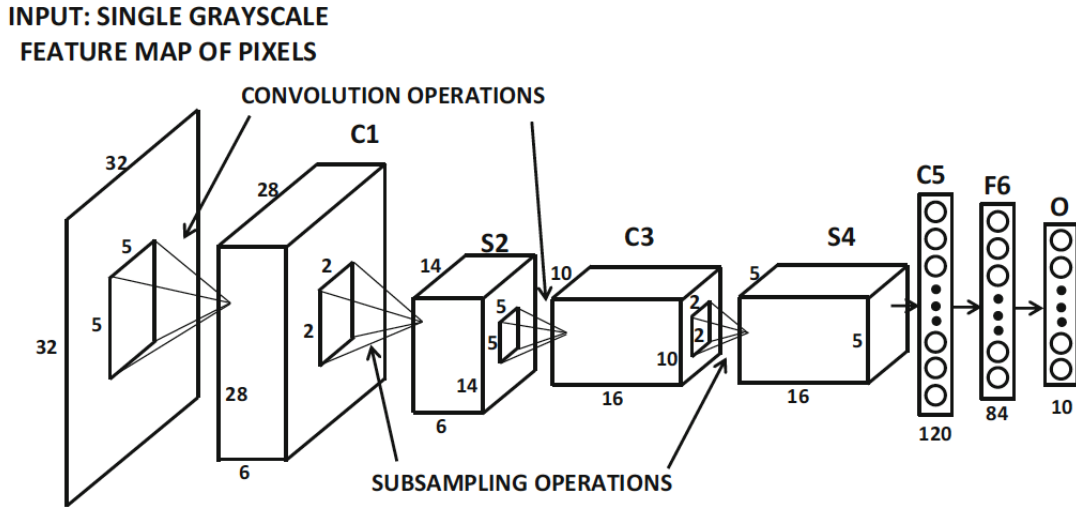 INPUT: SINGLE GRAYSCALE
FEATURE MAP OF PIXELS
CONVOLUTION OPERATIONS
C1
32
28
5
5
32
28
6
2
2
S2
14
14
6
5
5
C3
10
10
16
2
2
S4
5
5
16
C5
120
F6
84
O
10
SUBSAMPLING OPERATIONS